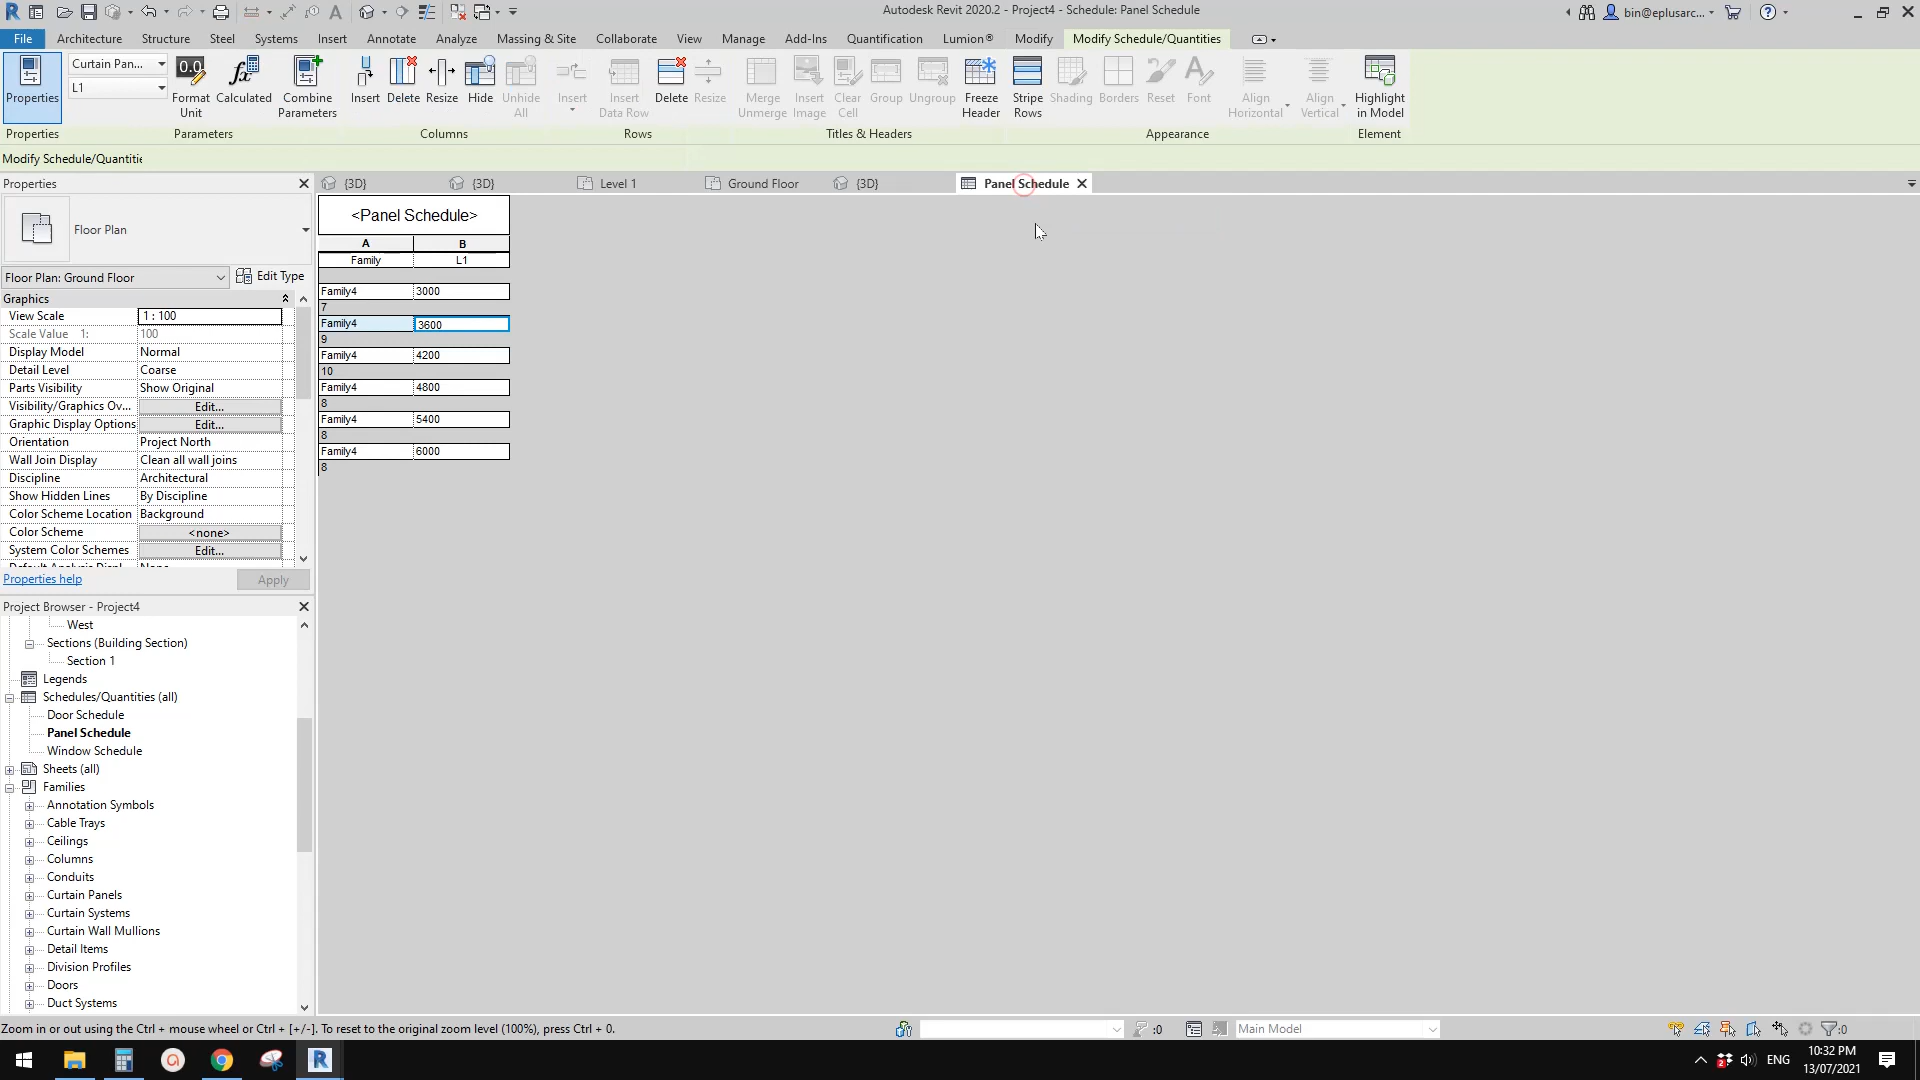 Autodesk Revit 2020.2 - Project4 - Schedule: Panel Schedule
bin@eplusarc...
File Architecture Structure Steel Systems Insert Annotate Analyze Massing & Site Collaborate View Manage Add-Ins Quantification Lumion® Modify Modify Schedule/Quantities
Properties
Curtain Pan...
L1
Format Unit
Calculated
Combine Parameters
Insert
Delete
Resize
Hide
Unhide All
Insert
Insert Data Row
Delete
Resize
Merge Unmerge
Insert Image
Clear Cell
Group
Ungroup
Freeze Header
Stripe Rows
Shading
Borders
Reset
Font
Align Horizontal
Align Vertical
Highlight in Model
Properties Parameters Columns Rows Titles & Headers Appearance Element
Modify Schedule/Quantitie
Properties
{3D} {3D} Level 1 Ground Floor {3D} Panel Schedule
Floor Plan
Floor Plan: Ground Floor Edit Type
Graphics
View Scale 1 : 100
Scale Value 1: 100
Display Model Normal
Detail Level Coarse
Parts Visibility Show Original
Visibility/Graphics Ov... Edit...
Graphic Display Options Edit...
Orientation Project North
Wall Join Display Clean all wall joins
Discipline Architectural
Show Hidden Lines By Discipline
Color Scheme Location Background
Color Scheme <none>
System Color Schemes Edit...
Properties help Apply
<Panel Schedule>
A B
Family L1
Family4 3000
7
Family4 3600
9
Family4 4200
10
Family4 4800
8
Family4 5400
8
Family4 6000
8
Project Browser - Project4
West
Sections (Building Section)
Section 1
Legends
Schedules/Quantities (all)
Door Schedule
Panel Schedule
Window Schedule
Sheets (all)
Families
Annotation Symbols
Cable Trays
Ceilings
Columns
Conduits
Curtain Panels
Curtain Systems
Curtain Wall Mullions
Detail Items
Division Profiles
Doors
Duct Systems
Zoom in or out using the Ctrl + mouse wheel or Ctrl + [+/-]. To reset to the original zoom level (100%), press Ctrl + 0.
:0
Main Model
:0
ENG
10:32 PM
13/07/2021